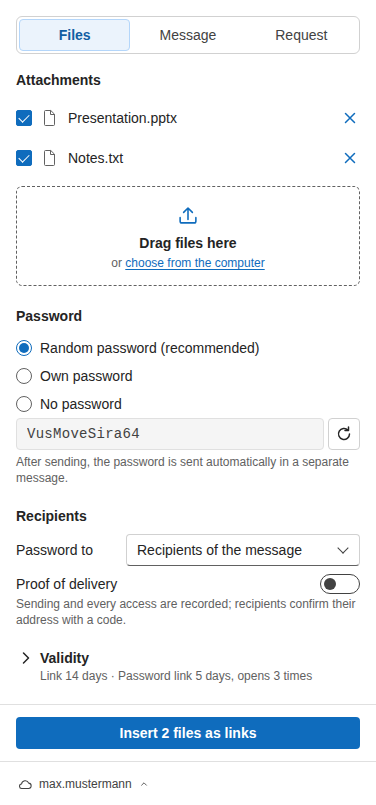 Files
Message
Request
Attachments
Presentation.pptx
Notes.txt
Drag files here
or choose from the computer
Password
Random password (recommended)
Own password
No password
VusMoveSira64
After sending, the password is sent automatically in a separate
message.
Recipients
Password to
Recipients of the message
Proof of delivery
Sending and every access are recorded; recipients confirm their
address with a code.
Validity
Link 14 days · Password link 5 days, opens 3 times
Insert 2 files as links
max.mustermann